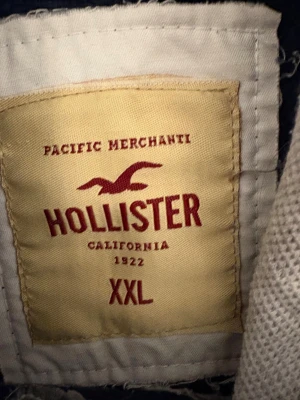 PACIFIC MERCHANTI
HOLLISTER
CALIFORNIA
1922
XXL